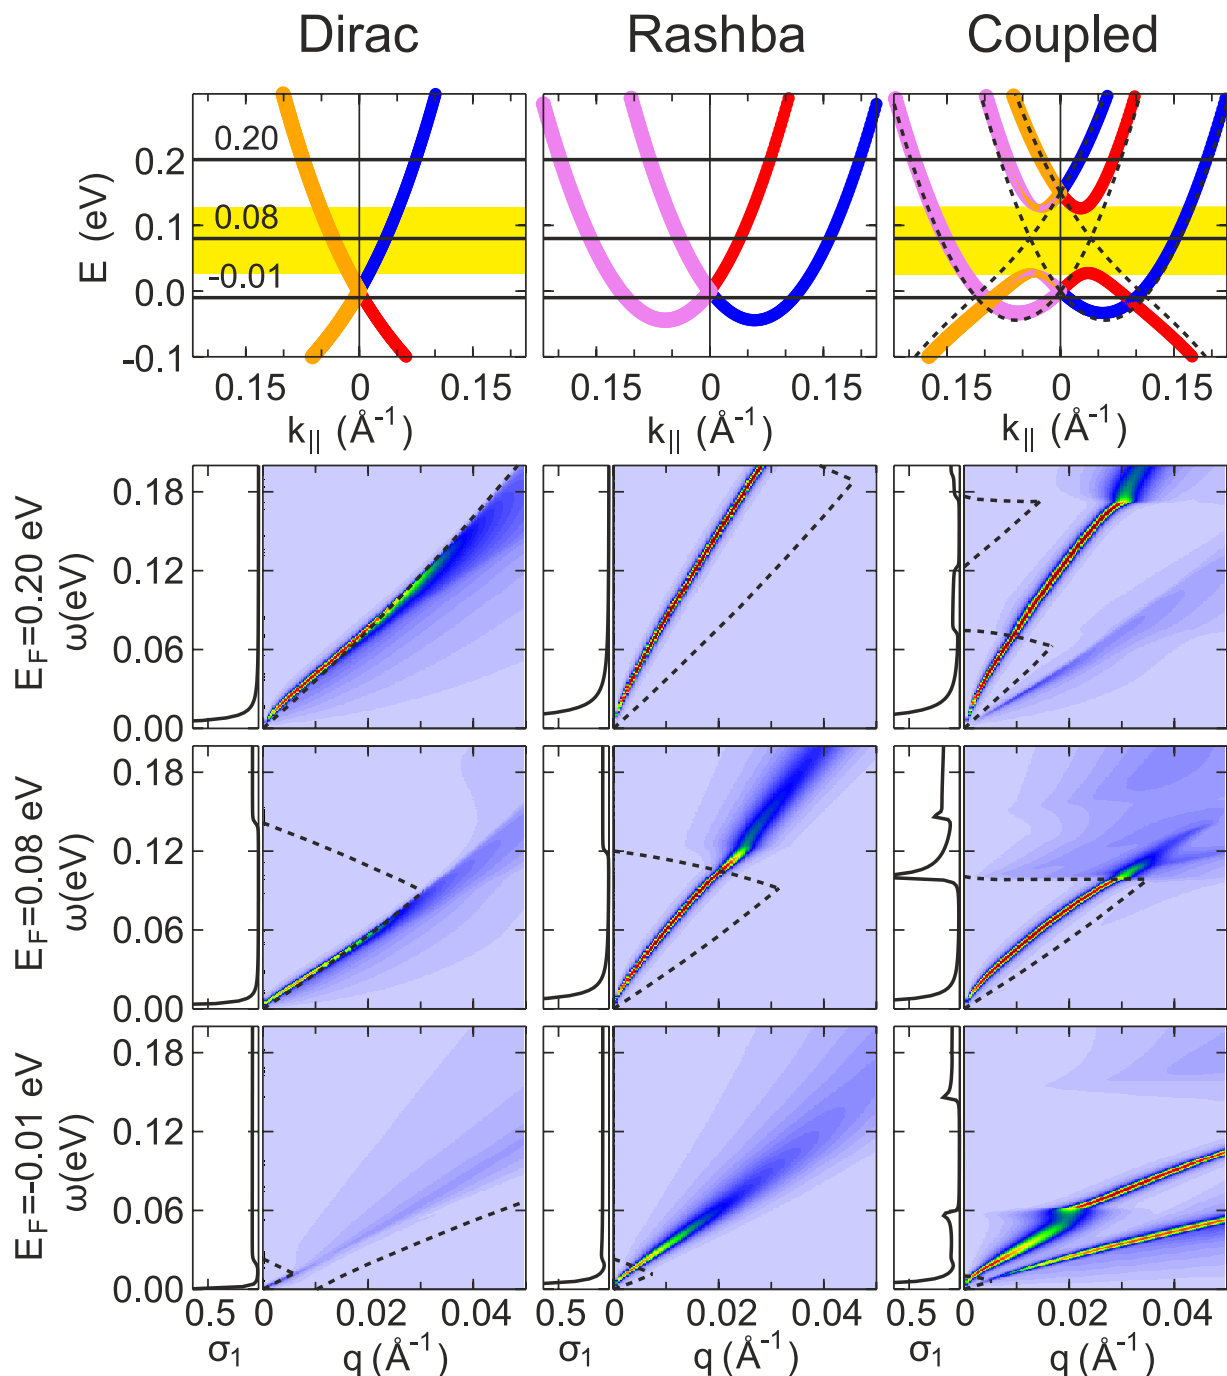 Dirac Rashba Coupled
E (eV)
0.2
0.1
0.0
-0.1
0.20
0.08
-0.01
0.15 0 0.15 0.15 0 0.15 0.15 0 0.15
k|| (Å-1) k|| (Å-1) k|| (Å-1)
EF=0.20 eV
ω(eV)
0.18
0.12
0.06
0.00
EF=0.08 eV
ω(eV)
0.18
0.12
0.06
0.00
EF=-0.01 eV
ω(eV)
0.18
0.12
0.06
0.00
0.5 0 0.02 0.04 0.5 0 0.02 0.04 0.5 0 0.02 0.04
σ1 q (Å-1) σ1 q (Å-1) σ1 q (Å-1)